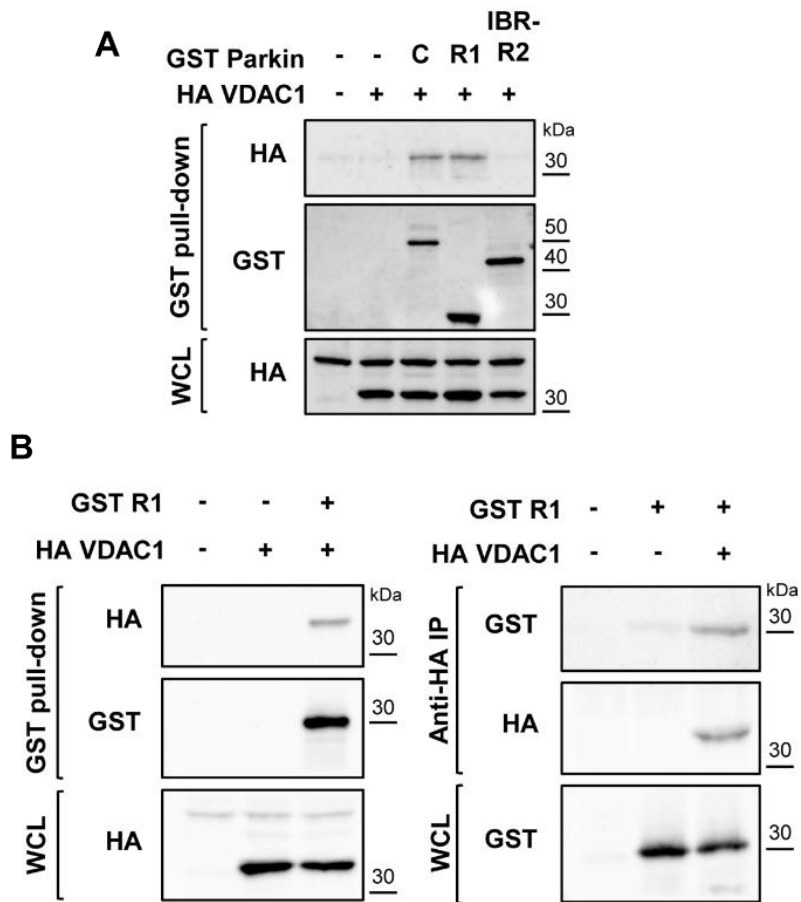 A
GST Parkin - - C R1 IBR-R2
HA VDAC1 - + + + +
kDa
GST pull-down
HA
30
GST
50
40
30
WCL
HA
30
B
GST R1 - - +
HA VDAC1 - + +
kDa
GST pull-down
HA
30
GST
30
WCL
HA
30
GST R1 - + +
HA VDAC1 - - +
kDa
Anti-HA IP
GST
30
HA
30
WCL
GST
30